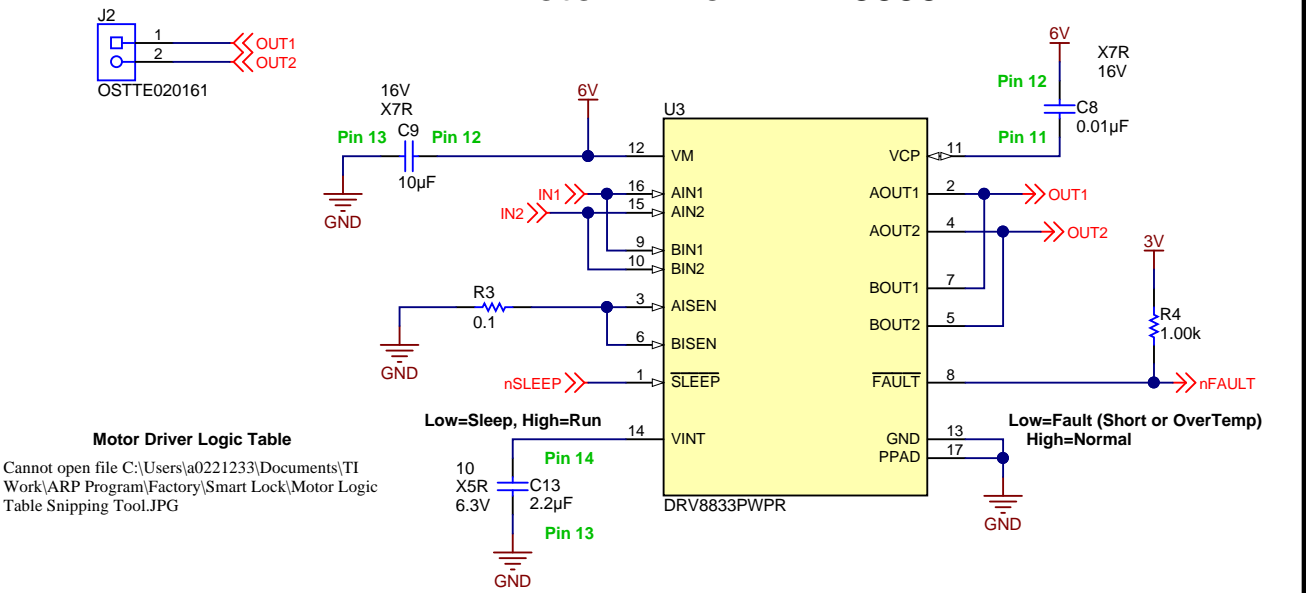 J2
1
2
OUT1
OUT2
OSTTE020161
16V
X7R
C9
Pin 13
Pin 12
10µF
GND
6V
6V
X7R
16V
Pin 12
C8
0.01µF
Pin 11
U3
12
VM
VCP
11
IN1
16
AIN1
AOUT1
2
OUT1
IN2
15
AIN2
AOUT2
4
OUT2
9
BIN1
10
BIN2
BOUT1
7
3V
R3
0.1
3
AISEN
BOUT2
5
R4
1.00k
GND
6
BISEN
nSLEEP
1
SLEEP
FAULT
8
nFAULT
Low=Sleep, High=Run
Low=Fault (Short or OverTemp)
High=Normal
14
VINT
GND
13
PPAD
17
Pin 14
10
X5R
6.3V
C13
2.2µF
Pin 13
GND
DRV8833PWPR
GND
Motor Driver Logic Table
Cannot open file C:\Users\a0221233\Documents\TI
Work\ARP Program\Factory\Smart Lock\Motor Logic
Table Snipping Tool.JPG